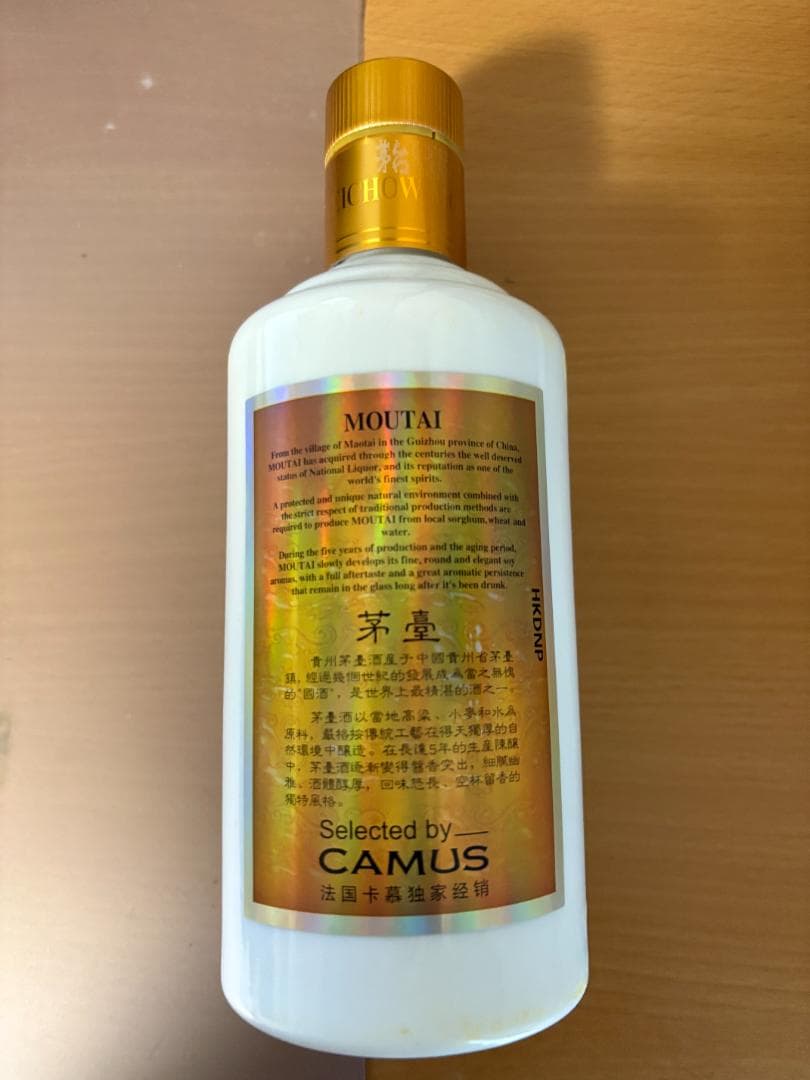 茅台
ICHOW
MOUTAI
From the village of Maotai in the Guizhou province of China,
MOUTAI has acquired through the centuries the well deserved
status of National Liquor, and its reputation as one of the
world's finest spirits.
A protected and unique natural environment combined with
the strict respect of traditional production methods are
required to produce MOUTAI from local sorghum, wheat and
water.
During the five years of production and the aging period,
MOUTAI slowly develops its fine, round and elegant soy
aromas, with a full aftertaste and a great aromatic persistence
that remain in the glass long after it's been drunk.
HKDNP
茅臺
貴州茅臺酒産于中國貴州省茅臺
鎮，經過幾個世紀的發展成為當之無愧
的"國酒"，是世界上最精湛的酒之一。
茅臺酒以當地高粱、小麥和水為
原料，嚴格按傳統工藝在得天獨厚的自
然環境中釀造。在長達5年的生産陳釀
中，茅臺酒逐漸變得醬香突出，細膩幽
雅、酒體醇厚，回味悠長、空杯留香的
獨特風格。
Selected by
CAMUS
法国卡慕独家经销